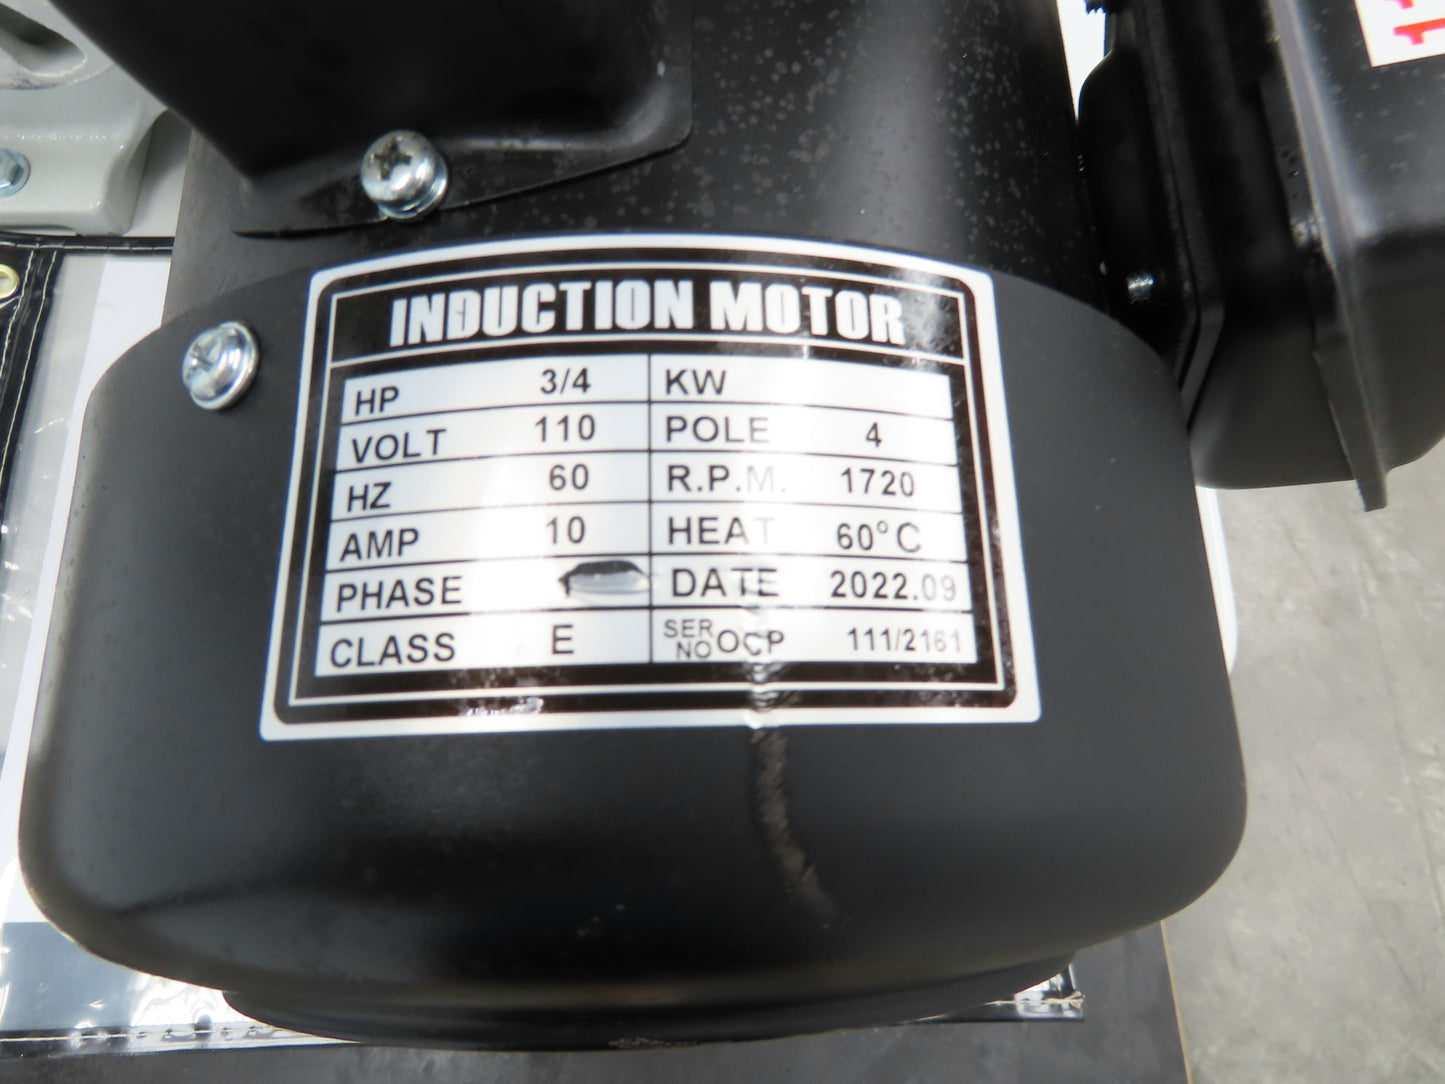 11
INDUCTION MOTOR
HP 3/4 KW
VOLT 110 POLE 4
HZ 60 R.P.M. 1720
AMP 10 HEAT 60°C
PHASE DATE 2022.09
CLASS E SER NO OCP 111/2161